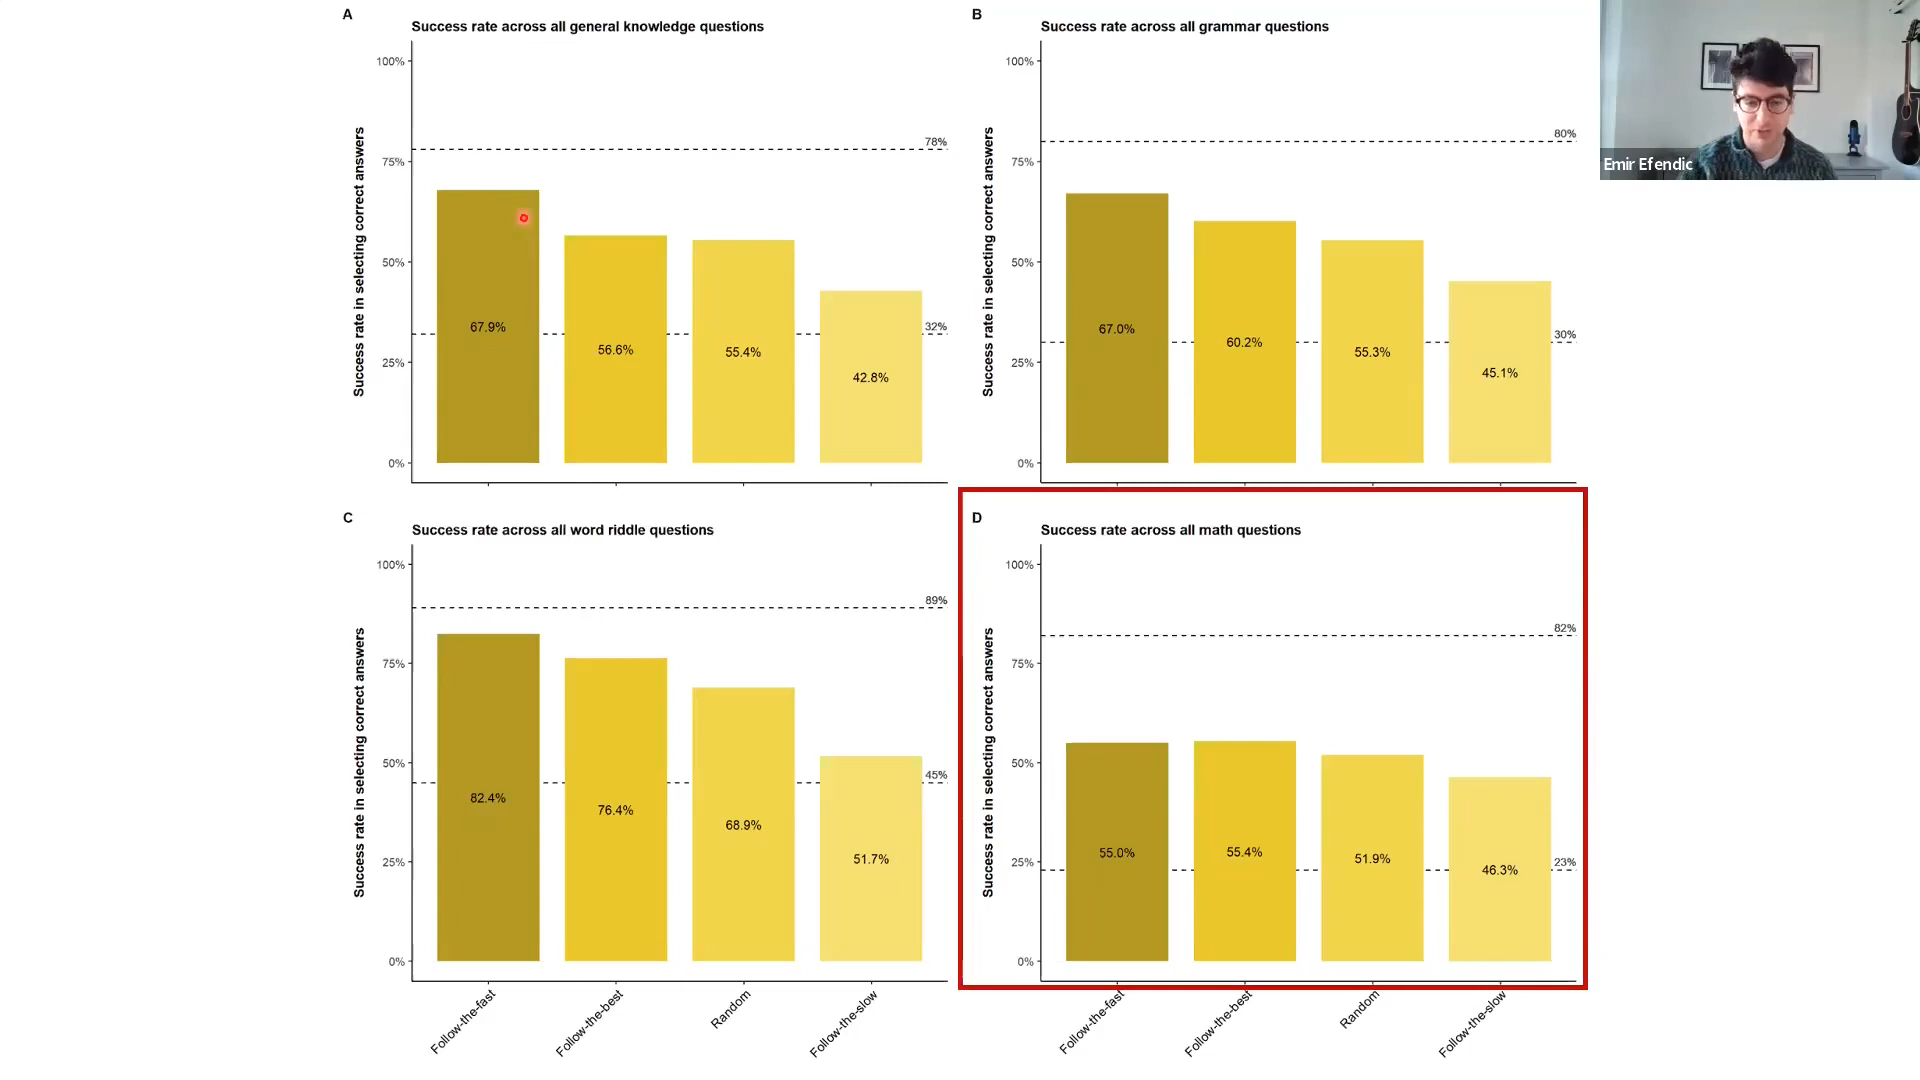 A
Success rate across all general knowledge questions
Success rate in selecting correct answers
100%
75%
50%
25%
0%
78%
32%
67.9%
56.6%
55.4%
42.8%
B
Success rate across all grammar questions
Success rate in selecting correct answers
100%
75%
50%
25%
0%
80%
30%
67.0%
60.2%
55.3%
45.1%
Emir Efendic
C
Success rate across all word riddle questions
Success rate in selecting correct answers
100%
75%
50%
25%
0%
89%
45%
82.4%
76.4%
68.9%
51.7%
Follow-the-fast
Follow-the-best
Random
Follow-the-slow
D
Success rate across all math questions
Success rate in selecting correct answers
100%
75%
50%
25%
0%
82%
23%
55.0%
55.4%
51.9%
46.3%
Follow-the-fast
Follow-the-best
Random
Follow-the-slow